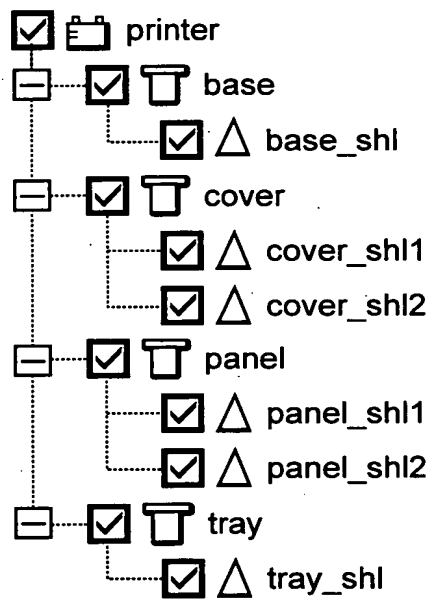 printer
base
base_shl
cover
cover_shl1
cover_shl2
panel
panel_shl1
panel_shl2
tray
tray_shl